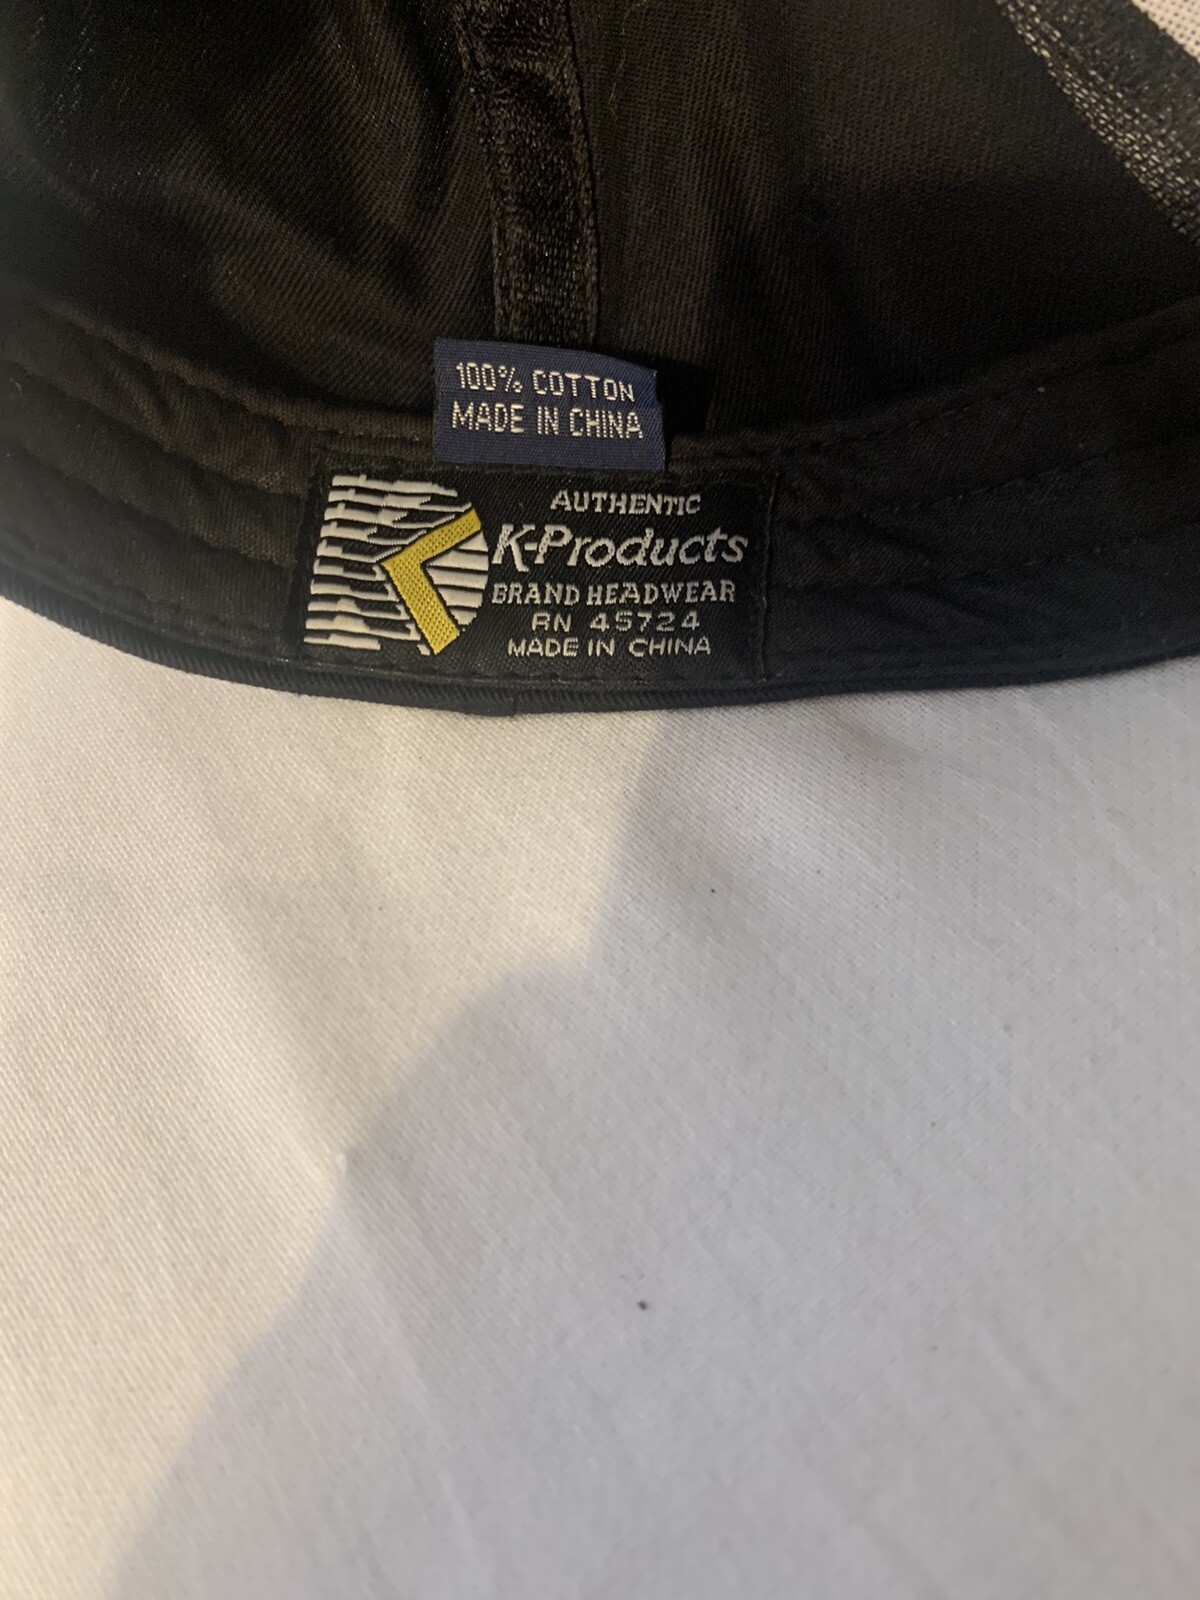 100% COTTON
MADE IN CHINA
AUTHENTIC
K-Products
BRAND HEADWEAR
RN 45724
MADE IN CHINA